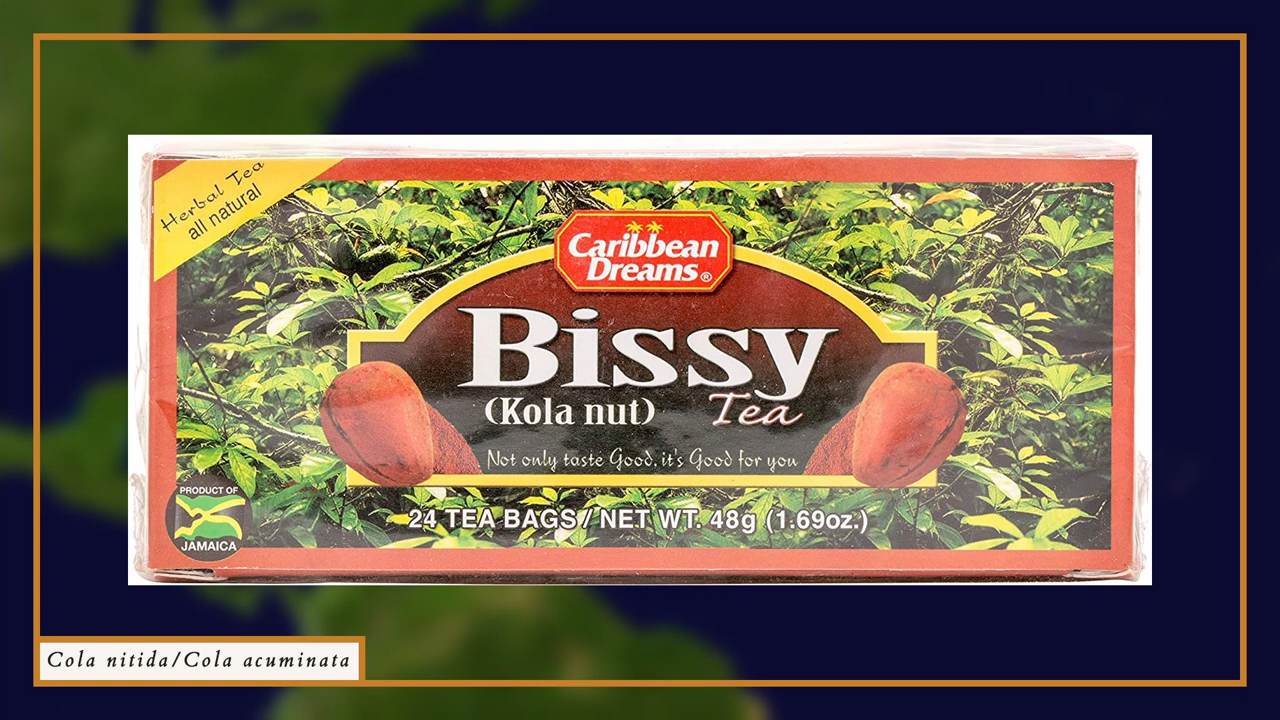 Herbal Tea
all natural
Caribbean
Dreams®
Bissy
(Kola nut) Tea
Not only taste Good, it's Good for you
PRODUCT OF
JAMAICA
24 TEA BAGS / NET WT. 48g (1.69oz.)
Cola nitida/Cola acuminata